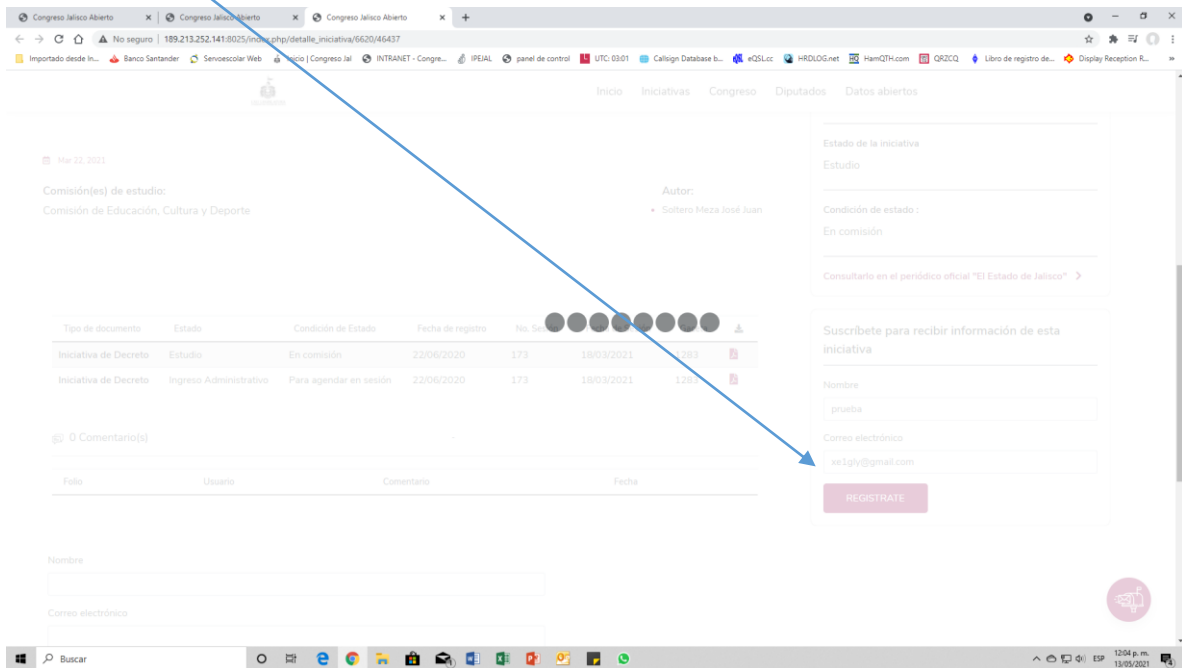 Congreso Jalisco Abierto
Congreso Jalisco Abierto
Congreso Jalisco Abierto
No seguro | 189.213.252.141:8025/index.php/detalle_iniciativa/6620/46437
Importado desde In... Banco Santander Servoescolar Web Inicio | Congreso Jal INTRANET - Congre... IPEJAL panel de control UTC: 03:01 Callsign Database b... eQSL.cc HRDLOG.net HamQTH.com QRZCQ Libro de registro de... Display Reception R... »
Inicio Iniciativas Congreso Diputados Datos abiertos
Mar 22, 2021
Comisión(es) de estudio:
Comisión de Educación, Cultura y Deporte
Autor:
• Soltero Meza José Juan
Estado de la iniciativa
Estudio
Condición de estado :
En comisión
Consultarlo en el periódico oficial "El Estado de Jalisco"
Tipo de documento Estado Condición de Estado Fecha de registro No. Sesión
Iniciativa de Decreto Estudio En comisión 22/06/2020 173 18/03/2021 1283
Iniciativa de Decreto Ingreso Administrativo Para agendar en sesión 22/06/2020 173 18/03/2021 1283
0 Comentario(s)
-
Folio Usuario Comentario Fecha
Nombre
Correo electrónico
Suscríbete para recibir información de esta
iniciativa
Nombre
prueba
Correo electrónico
xe1gly@gmail.com
REGISTRATE
Buscar
ESP
12:04 p. m.
13/05/2021